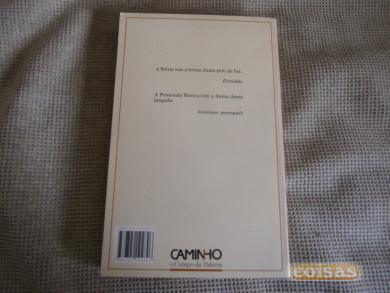 A Ibéria tem a forma duma pele de boi.
Estrabão
A Península Ibérica tem a forma duma
jangada.
Anónimo português
CAMINHO
o Campo da Palavra
coisas